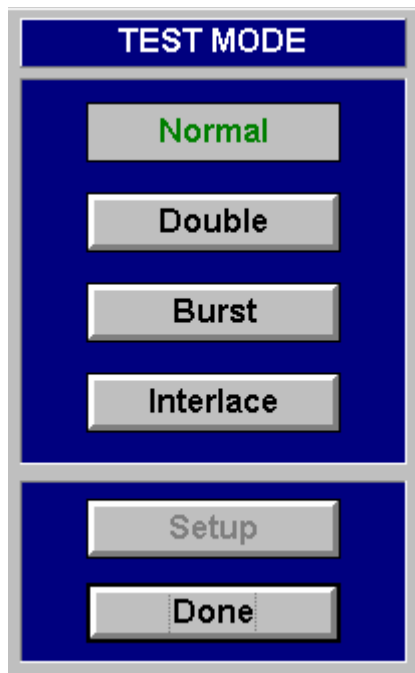 TEST MODE
Normal
Double
Burst
Interlace
Setup
Done